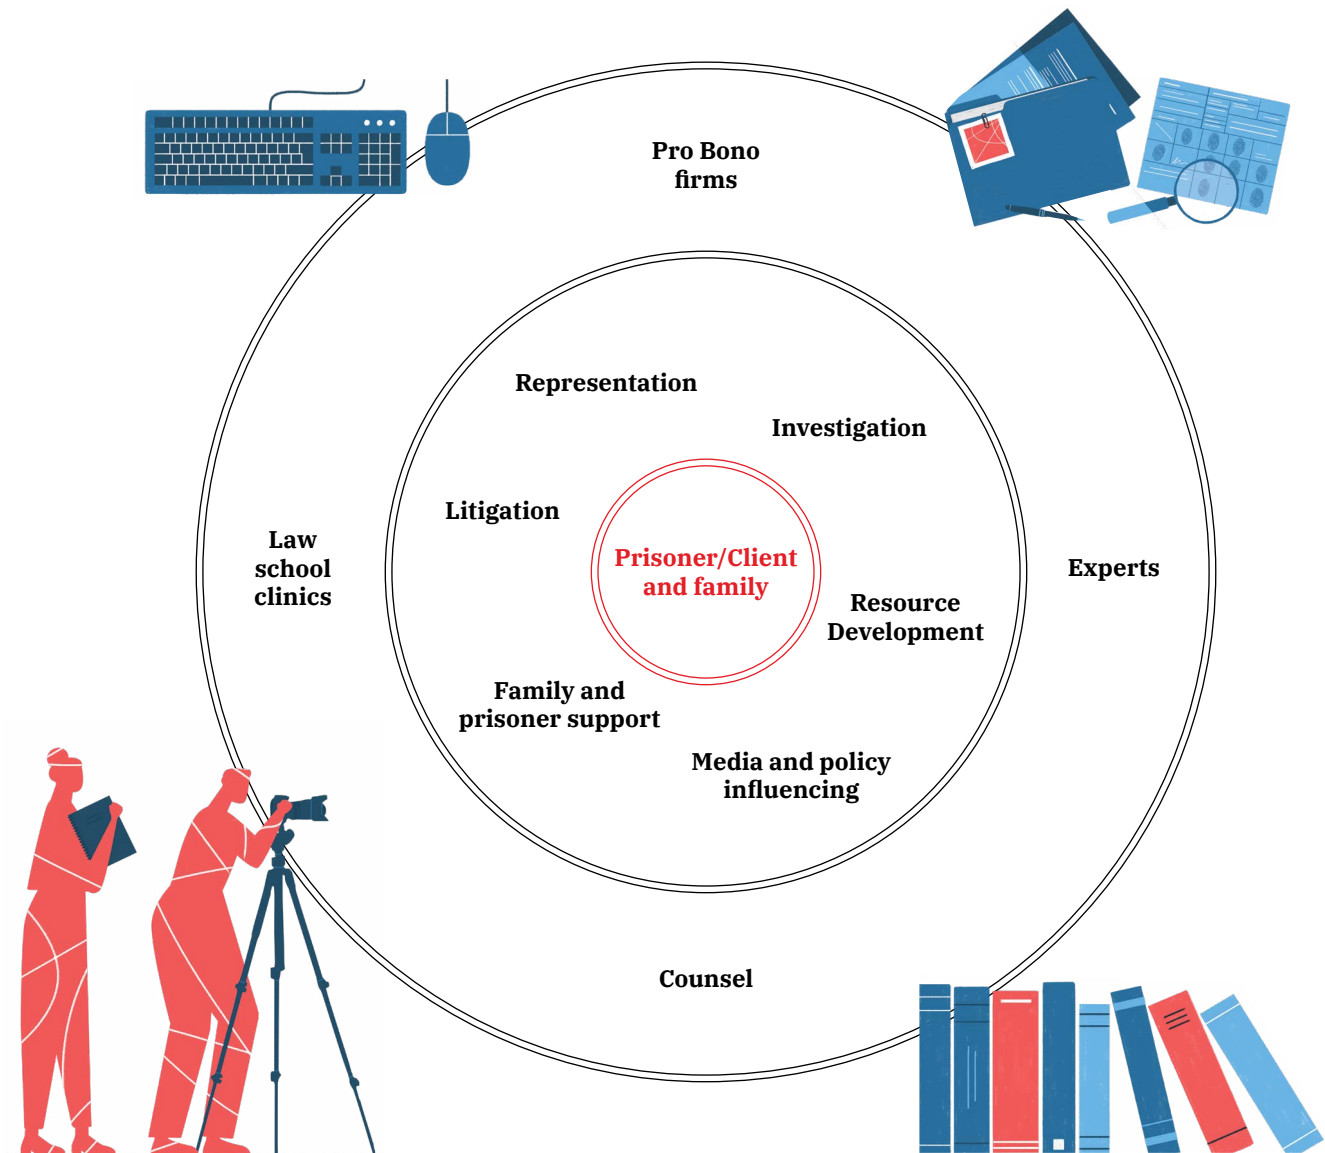 Pro Bono
firms
Representation
Investigation
Litigation
Law
school
clinics
Prisoner/Client
and family
Experts
Resource
Development
Family and
prisoner support
Media and policy
influencing
Counsel